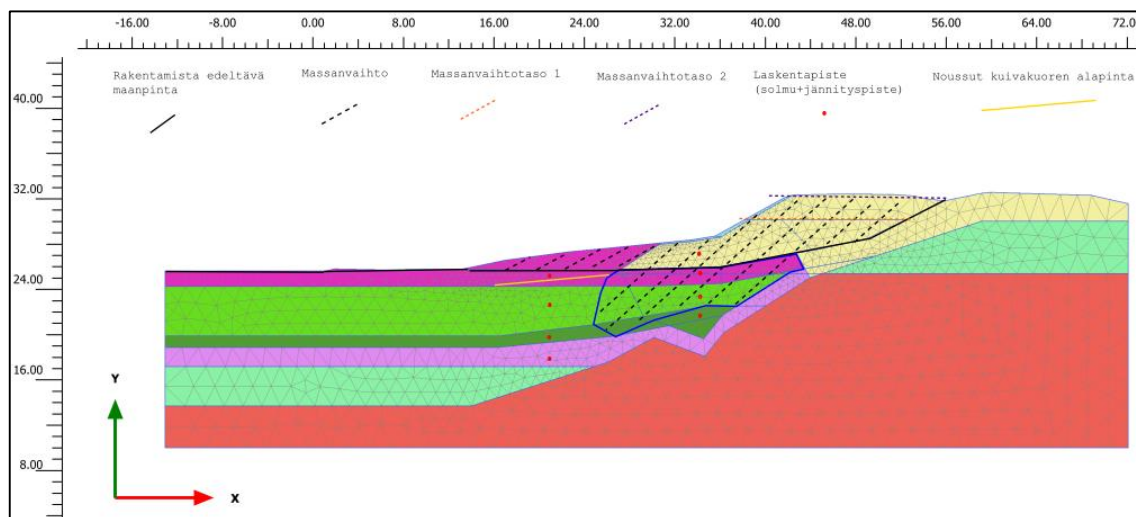 -16.00 -8.00 0.00 8.00 16.00 24.00 32.00 40.00 48.00 56.00 64.00 72.0
Rakentamista edeltävä
maanpinta
Massanvaihto
Massanvaihtotaso 1
Massanvaihtotaso 2
Laskentapiste
(solmu+jännityspiste)
Noussut kuivakuoren alapinta
40.00
32.00
24.00
16.00
8.00
Y
X